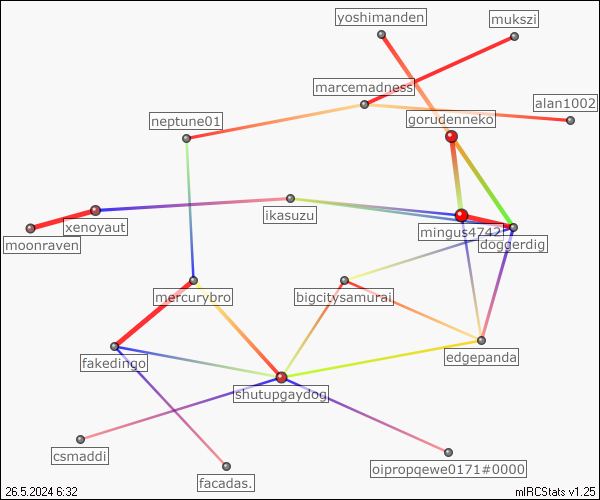 yoshimanden
mukszi
marcemadness
alan1002
gorudenneko
neptune01
ikasuzu
xenoyaut
mingus4742
moonraven
doggerdig
mercurybro
bigcitysamurai
edgepanda
fakedingo
shutupgaydog
csmaddi
oipropqewe0171#0000
facadas.
26.5.2024 6:32
mIRCStats v1.25